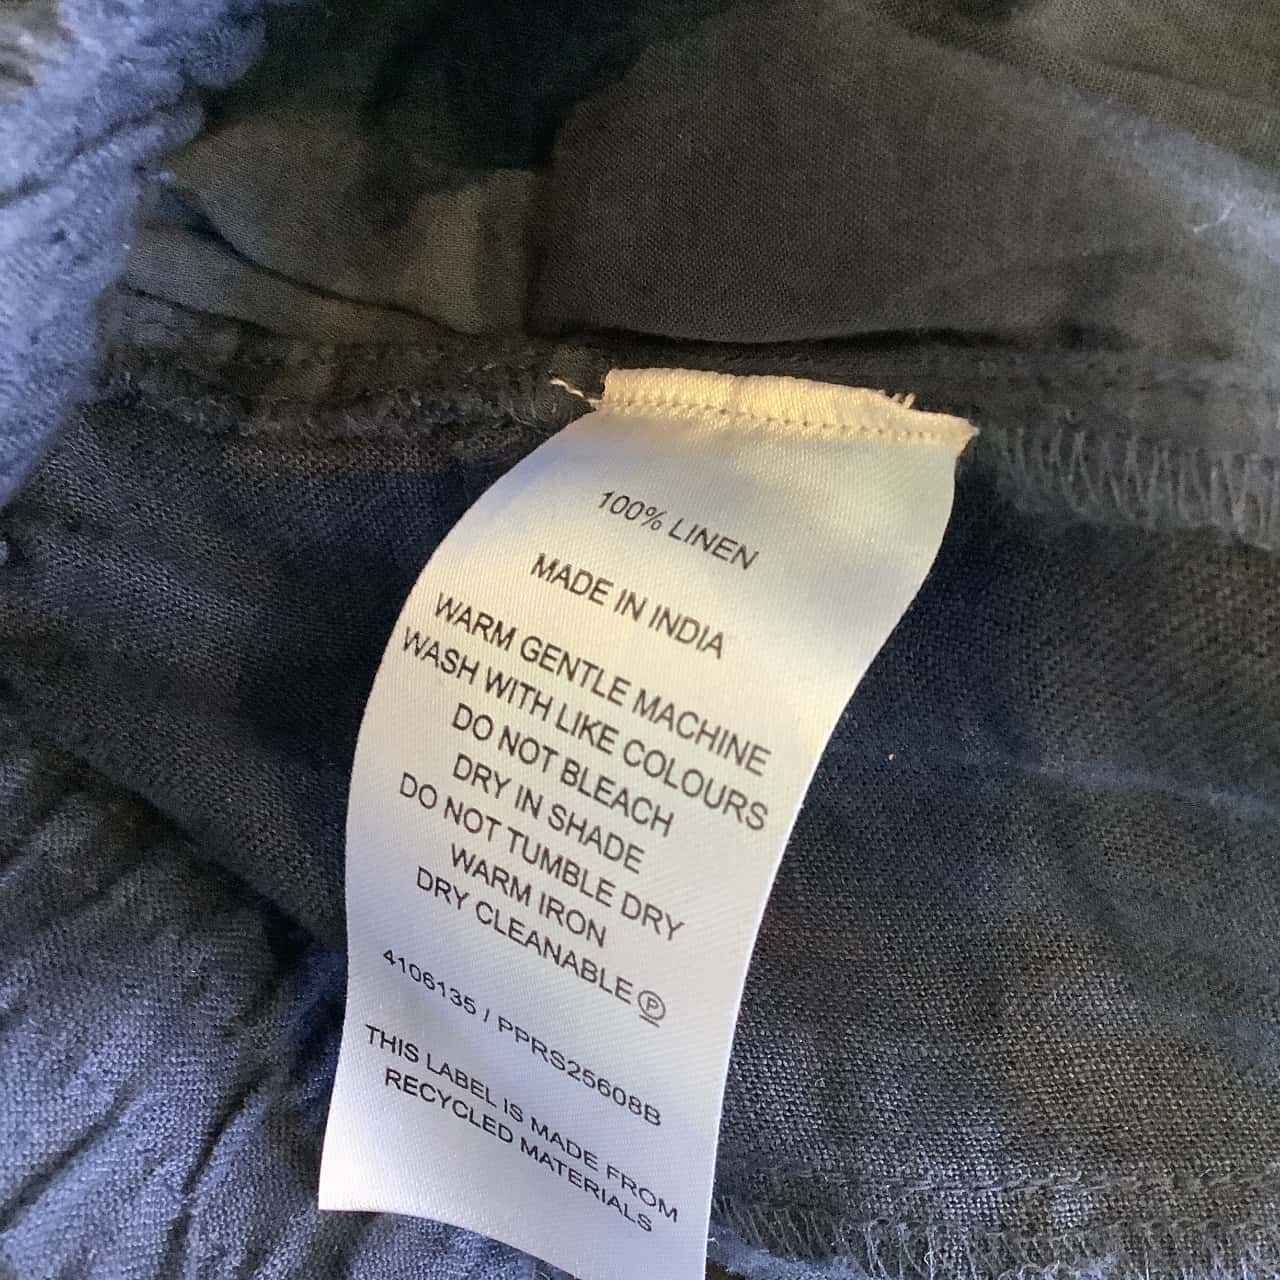 100% LINEN
MADE IN INDIA
WARM GENTLE MACHINE
WASH WITH LIKE COLOURS
DO NOT BLEACH
DRY IN SHADE
DO NOT TUMBLE DRY
WARM IRON
DRY CLEANABLE Ⓟ
4106135 / PPRS25608B
THIS LABEL IS MADE FROM
RECYCLED MATERIALS